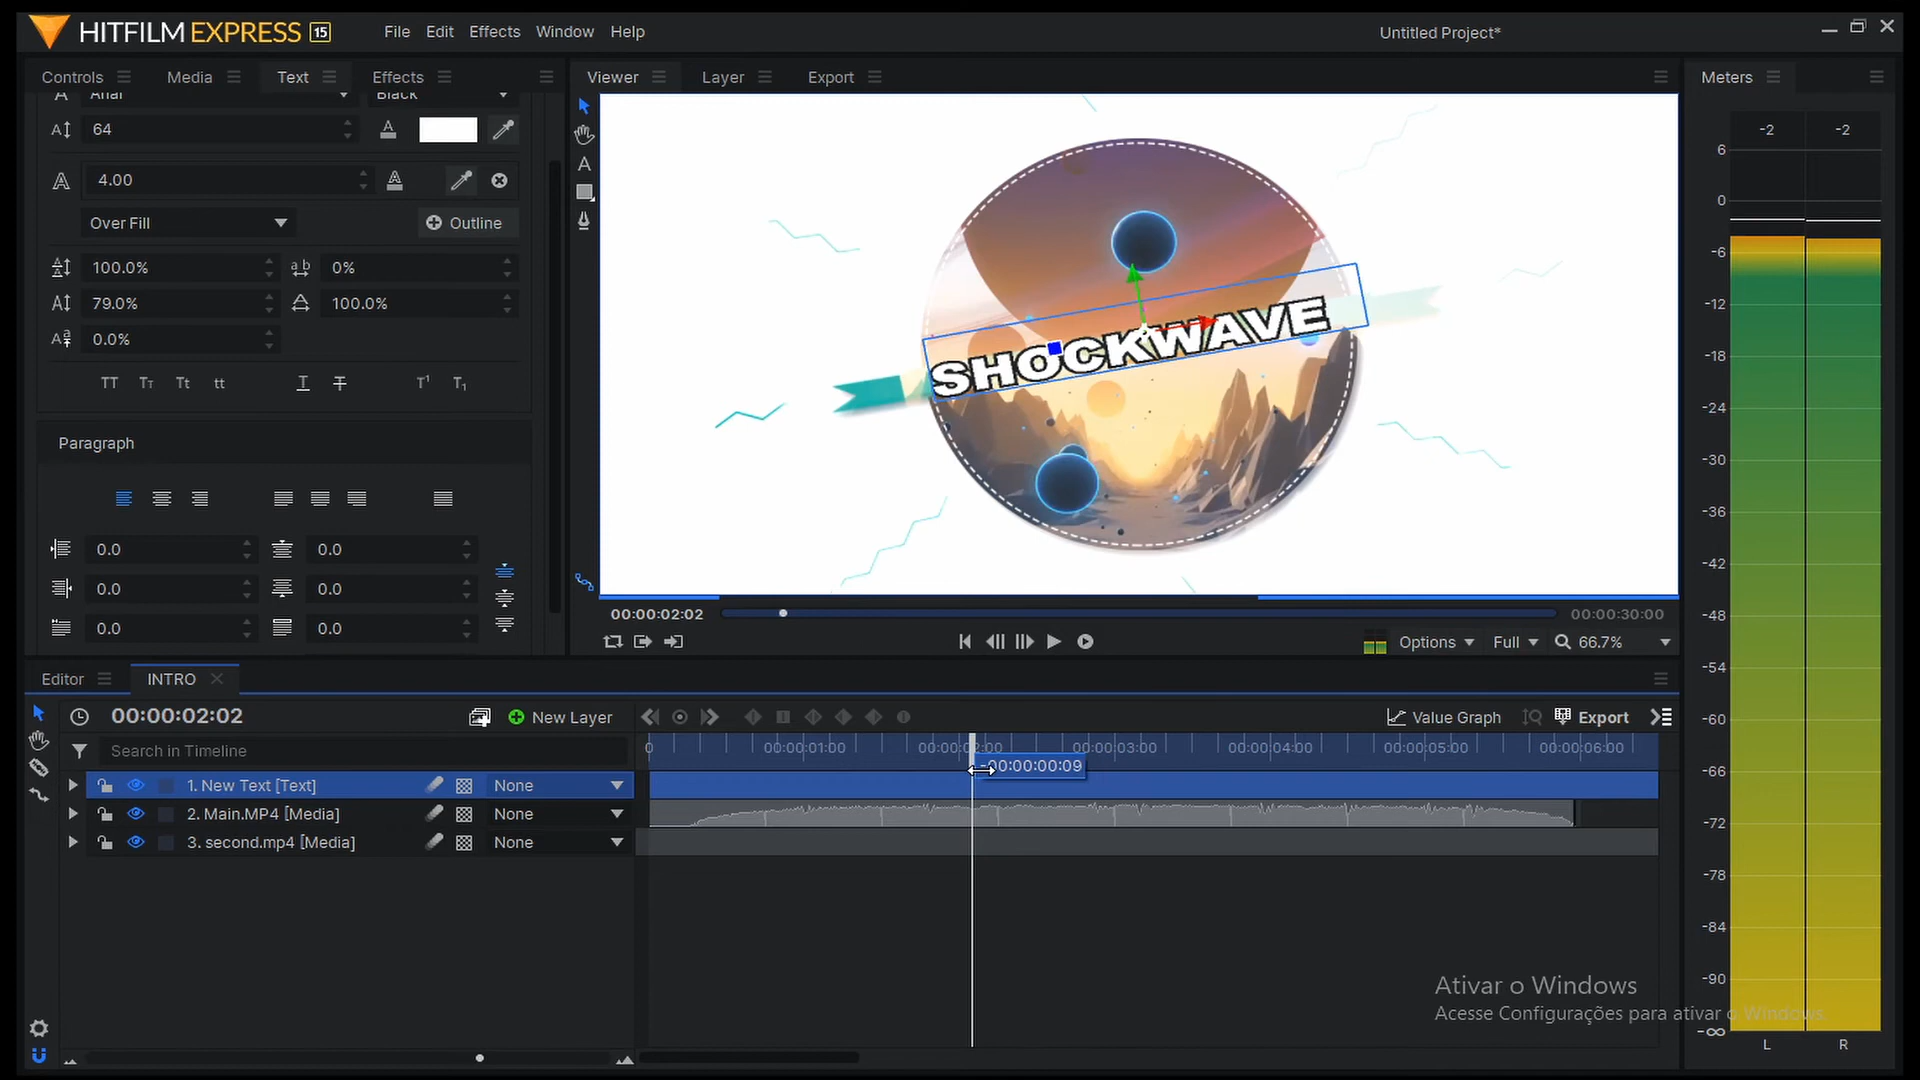 HITFILM EXPRESS 15
File Edit Effects Window Help
Untitled Project*
Controls Media Text Effects
Viewer Layer Export
Meters
Arial Black
64
4.00
Over Fill Outline
100.0% 0%
79.0% 100.0%
0.0%
TT Tт Tt tt T T T¹ T₁
Paragraph
0.0 0.0
0.0 0.0
0.0 0.0
SHOCKWAVE
00:00:02:02 00:00:30:00
Options Full 66.7%
-2 -2
6
0
-6
-12
-18
-24
-30
-36
-42
-48
-54
-60
-66
-72
-78
-84
-90
-∞
L R
Editor INTRO
00:00:02:02 New Layer
Value Graph Export
Search in Timeline
0 00:00:01:00 00:00:02:00 00:00:03:00 00:00:04:00 00:00:05:00 00:00:06:00
-00:00:00:09
1. New Text [Text] None
2. Main.MP4 [Media] None
3. second.mp4 [Media] None
Ativar o Windows
Acesse Configurações para ativar o Windows.